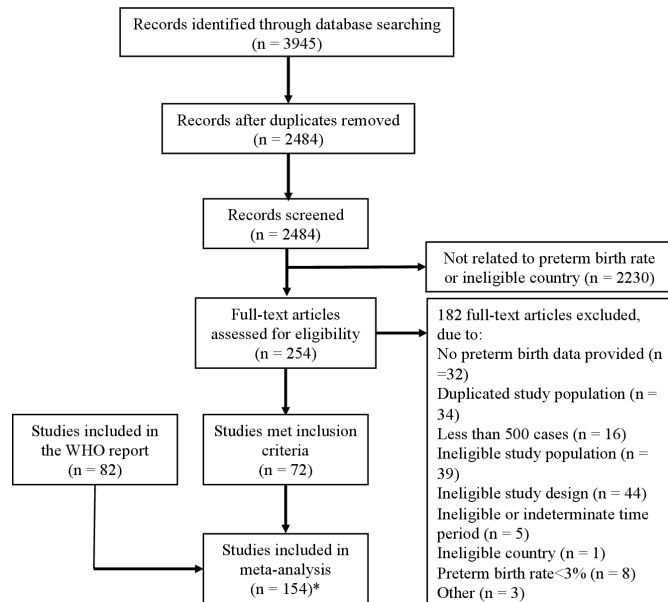 Records identified through database searching
(n = 3945)
Records after duplicates removed
(n = 2484)
Records screened
(n = 2484)
Not related to preterm birth rate
or ineligible country (n = 2230)
Full-text articles
assessed for eligibility
(n = 254)
182 full-text articles excluded,
due to:
No preterm birth data provided (n
=32)
Duplicated study population (n =
34)
Less than 500 cases (n = 16)
Ineligible study population (n =
39)
Ineligible study design (n = 44)
Ineligible or indeterminate time
period (n = 5)
Ineligible country (n = 1)
Preterm birth rate<3% (n = 8)
Other (n = 3)
Studies included in
the WHO report
(n = 82)
Studies met inclusion
criteria
(n = 72)
Studies included in
meta-analysis
(n = 154)*